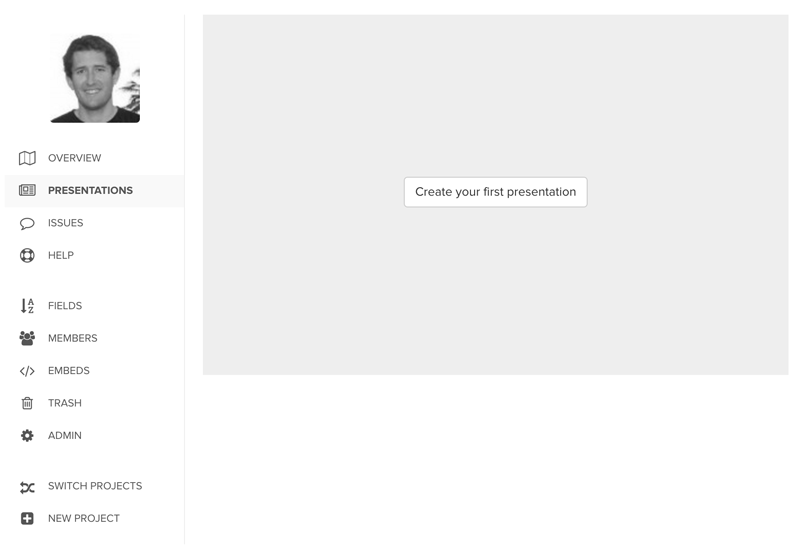 OVERVIEW
PRESENTATIONS
ISSUES
HELP
FIELDS
MEMBERS
EMBEDS
TRASH
ADMIN
SWITCH PROJECTS
NEW PROJECT
Create your first presentation